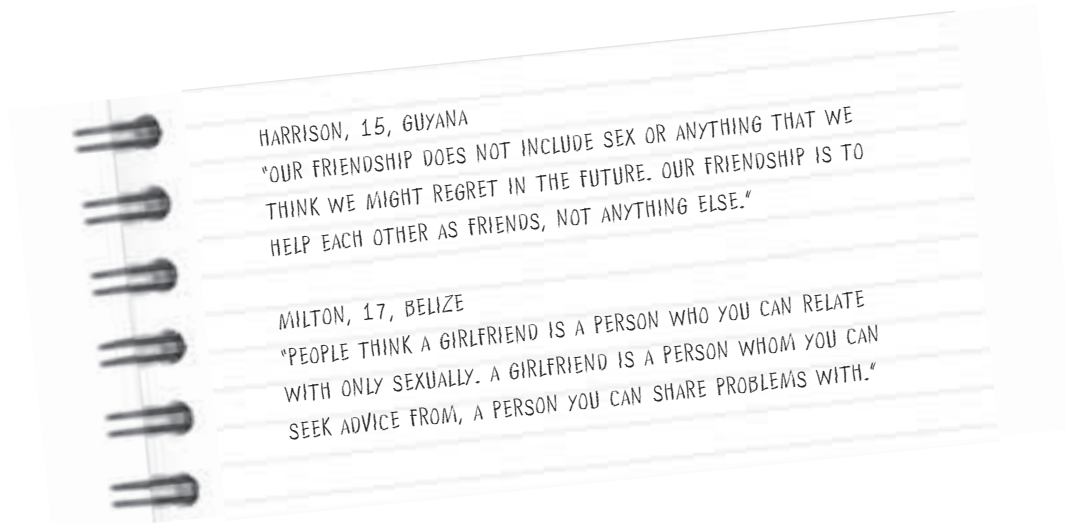 HARRISON, 15, GUYANA
"OUR FRIENDSHIP DOES NOT INCLUDE SEX OR ANYTHING THAT WE
THINK WE MIGHT REGRET IN THE FUTURE. OUR FRIENDSHIP IS TO
HELP EACH OTHER AS FRIENDS, NOT ANYTHING ELSE."
MILTON, 17, BELIZE
"PEOPLE THINK A GIRLFRIEND IS A PERSON WHO YOU CAN RELATE
WITH ONLY SEXUALLY. A GIRLFRIEND IS A PERSON WHOM YOU CAN
SEEK ADVICE FROM, A PERSON YOU CAN SHARE PROBLEMS WITH."